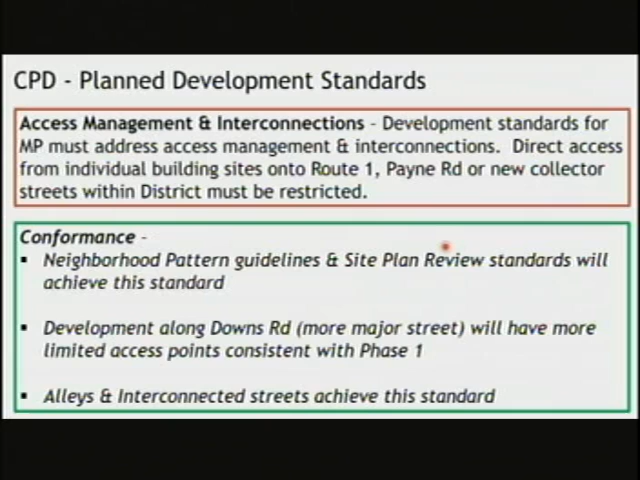 CPD - Planned Development Standards
Access Management & Interconnections - Development standards for
MP must address access management & interconnections. Direct access
from individual building sites onto Route 1, Payne Rd or new collector
streets within District must be restricted.
Conformance -
▪ Neighborhood Pattern guidelines & Site Plan Review standards will
achieve this standard
▪ Development along Downs Rd (more major street) will have more
limited access points consistent with Phase 1
▪ Alleys & Interconnected streets achieve this standard